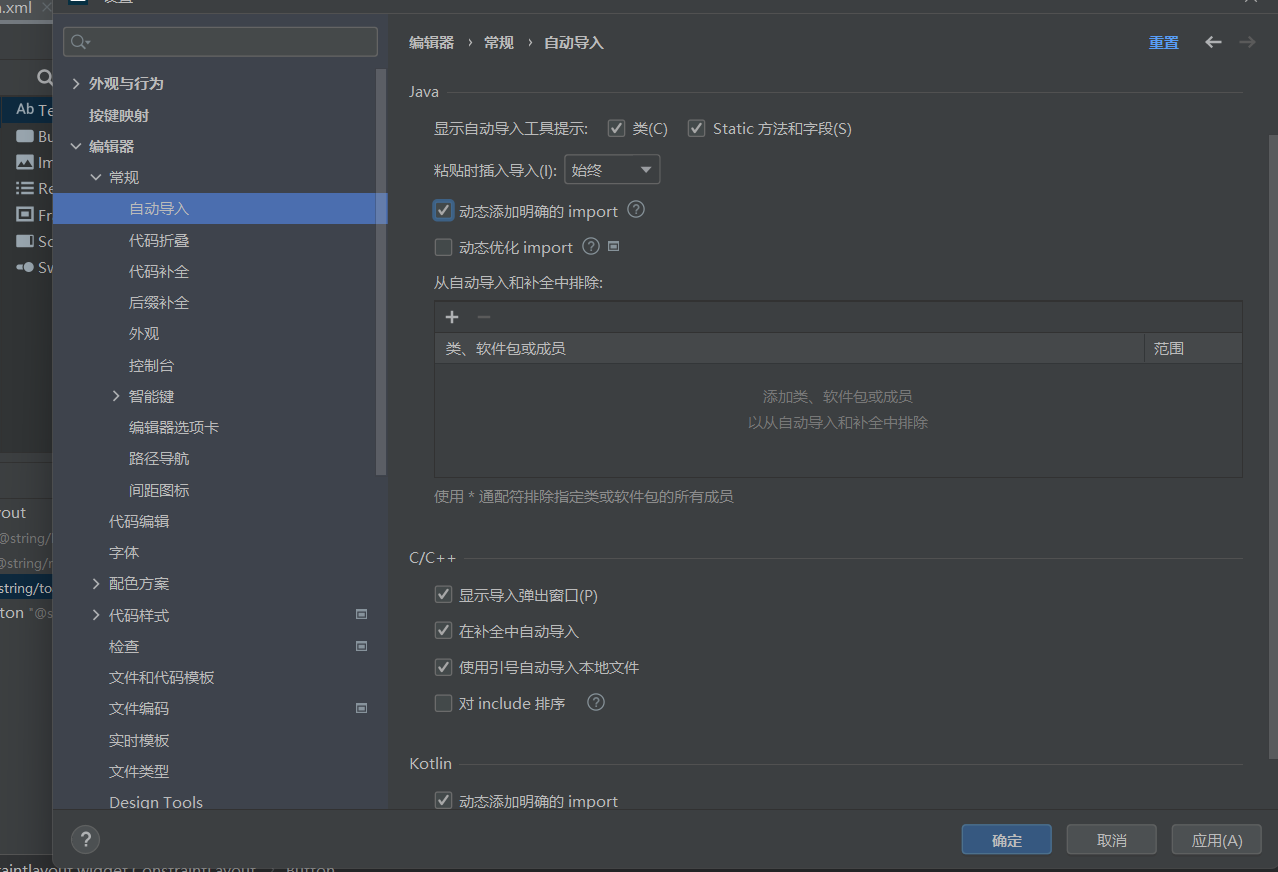 .xml
编辑器 › 常规 › 自动导入
重置
外观与行为
按键映射
编辑器
常规
自动导入
代码折叠
代码补全
后缀补全
外观
控制台
智能键
编辑器选项卡
路径导航
间距图标
代码编辑
字体
配色方案
代码样式
检查
文件和代码模板
文件编码
实时模板
文件类型
Design Tools
Java
显示自动导入工具提示: 类(C) Static 方法和字段(S)
粘贴时插入导入(I): 始终
动态添加明确的 import
动态优化 import
从自动导入和补全中排除:
类、软件包或成员 范围
添加类、软件包或成员
以从自动导入和补全中排除
使用 * 通配符排除指定类或软件包的所有成员
C/C++
显示导入弹出窗口(P)
在补全中自动导入
使用引号自动导入本地文件
对 include 排序
Kotlin
动态添加明确的 import
确定 取消 应用(A)
Ab Te
Bu
Im
Re
Fr
Sc
Sw
yout
@string/
@string/r
string/to
ton "@s